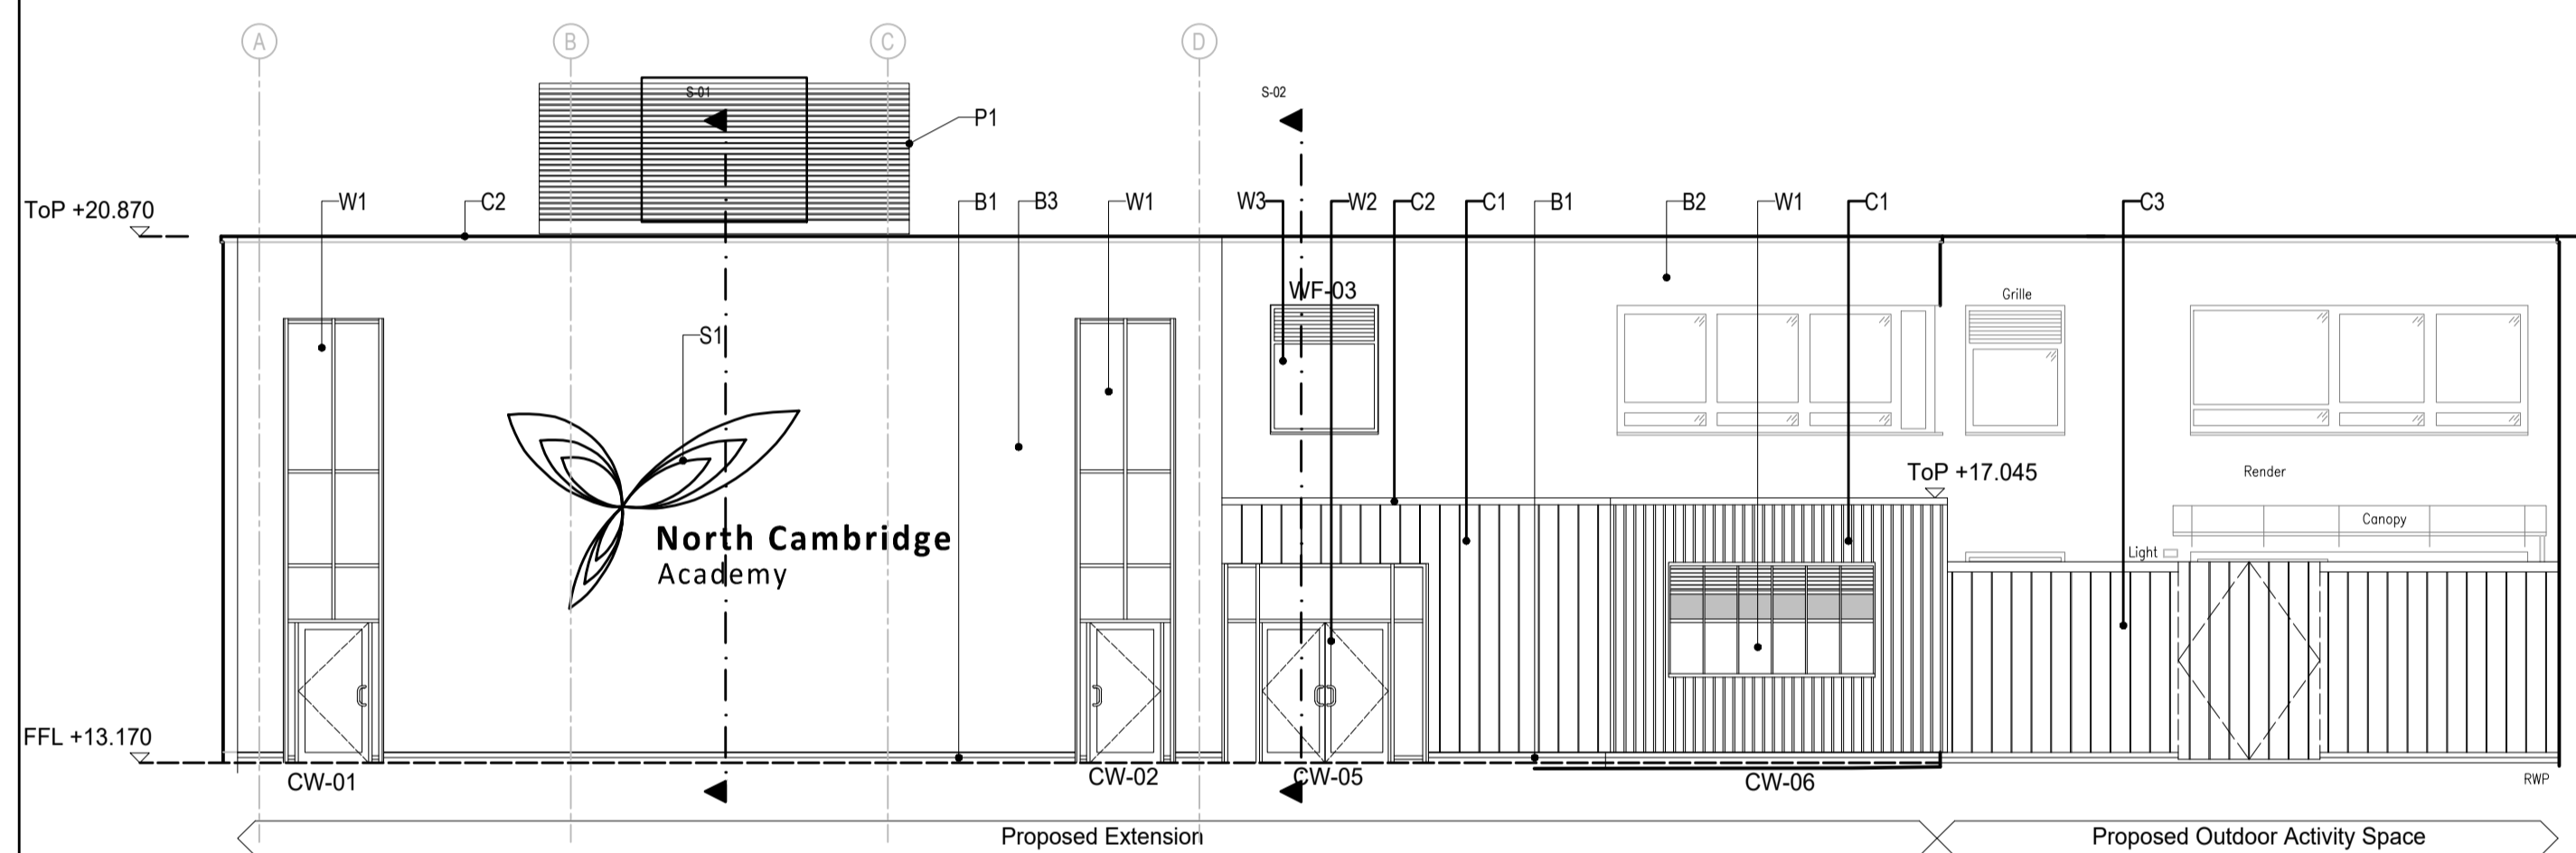 A B C D
S-01 S-02
P1
ToP +20.870 W1 C2 B1 B3 W1 W3 W2 C2 C1 B1 B2 W1 C1 C3
WF-03 Grille
S1
ToP +17.045 Render
Canopy
North Cambridge
Light
Academy
FFL +13.170
CW-01 CW-02 CW-05 CW-06 RWP
Proposed Extension Proposed Outdoor Activity Space